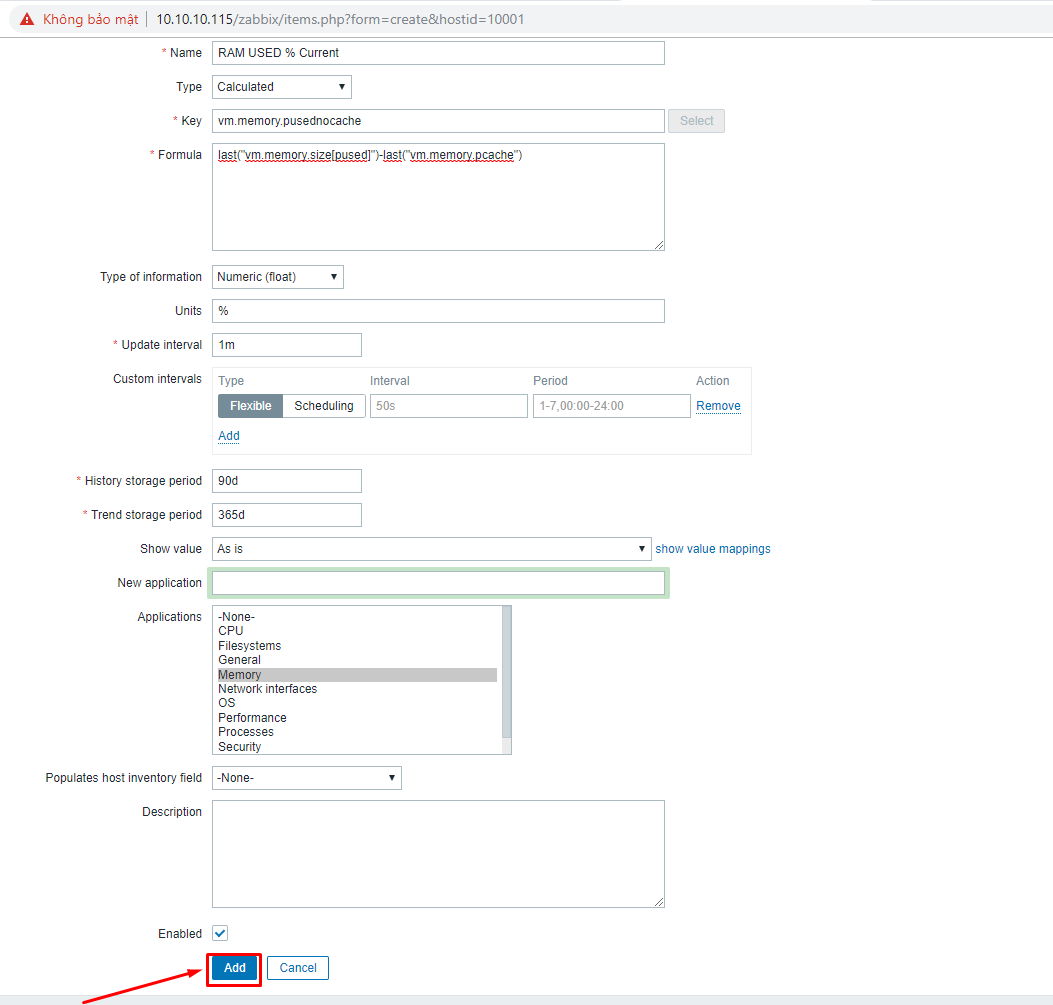 Không bảo mật | 10.10.10.115/zabbix/items.php?form=create&hostid=10001
* Name RAM USED % Current
Type Calculated
* Key vm.memory.pusednocache Select
* Formula last("vm.memory.size[pused]")-last("vm.memory.pcache")
Type of information Numeric (float)
Units %
* Update interval 1m
Custom intervals Type Interval Period Action
Flexible Scheduling 50s 1-7,00:00-24:00 Remove
Add
* History storage period 90d
* Trend storage period 365d
Show value As is show value mappings
New application
Applications -None-
CPU
Filesystems
General
Memory
Network interfaces
OS
Performance
Processes
Security
Populates host inventory field -None-
Description
Enabled
Add Cancel